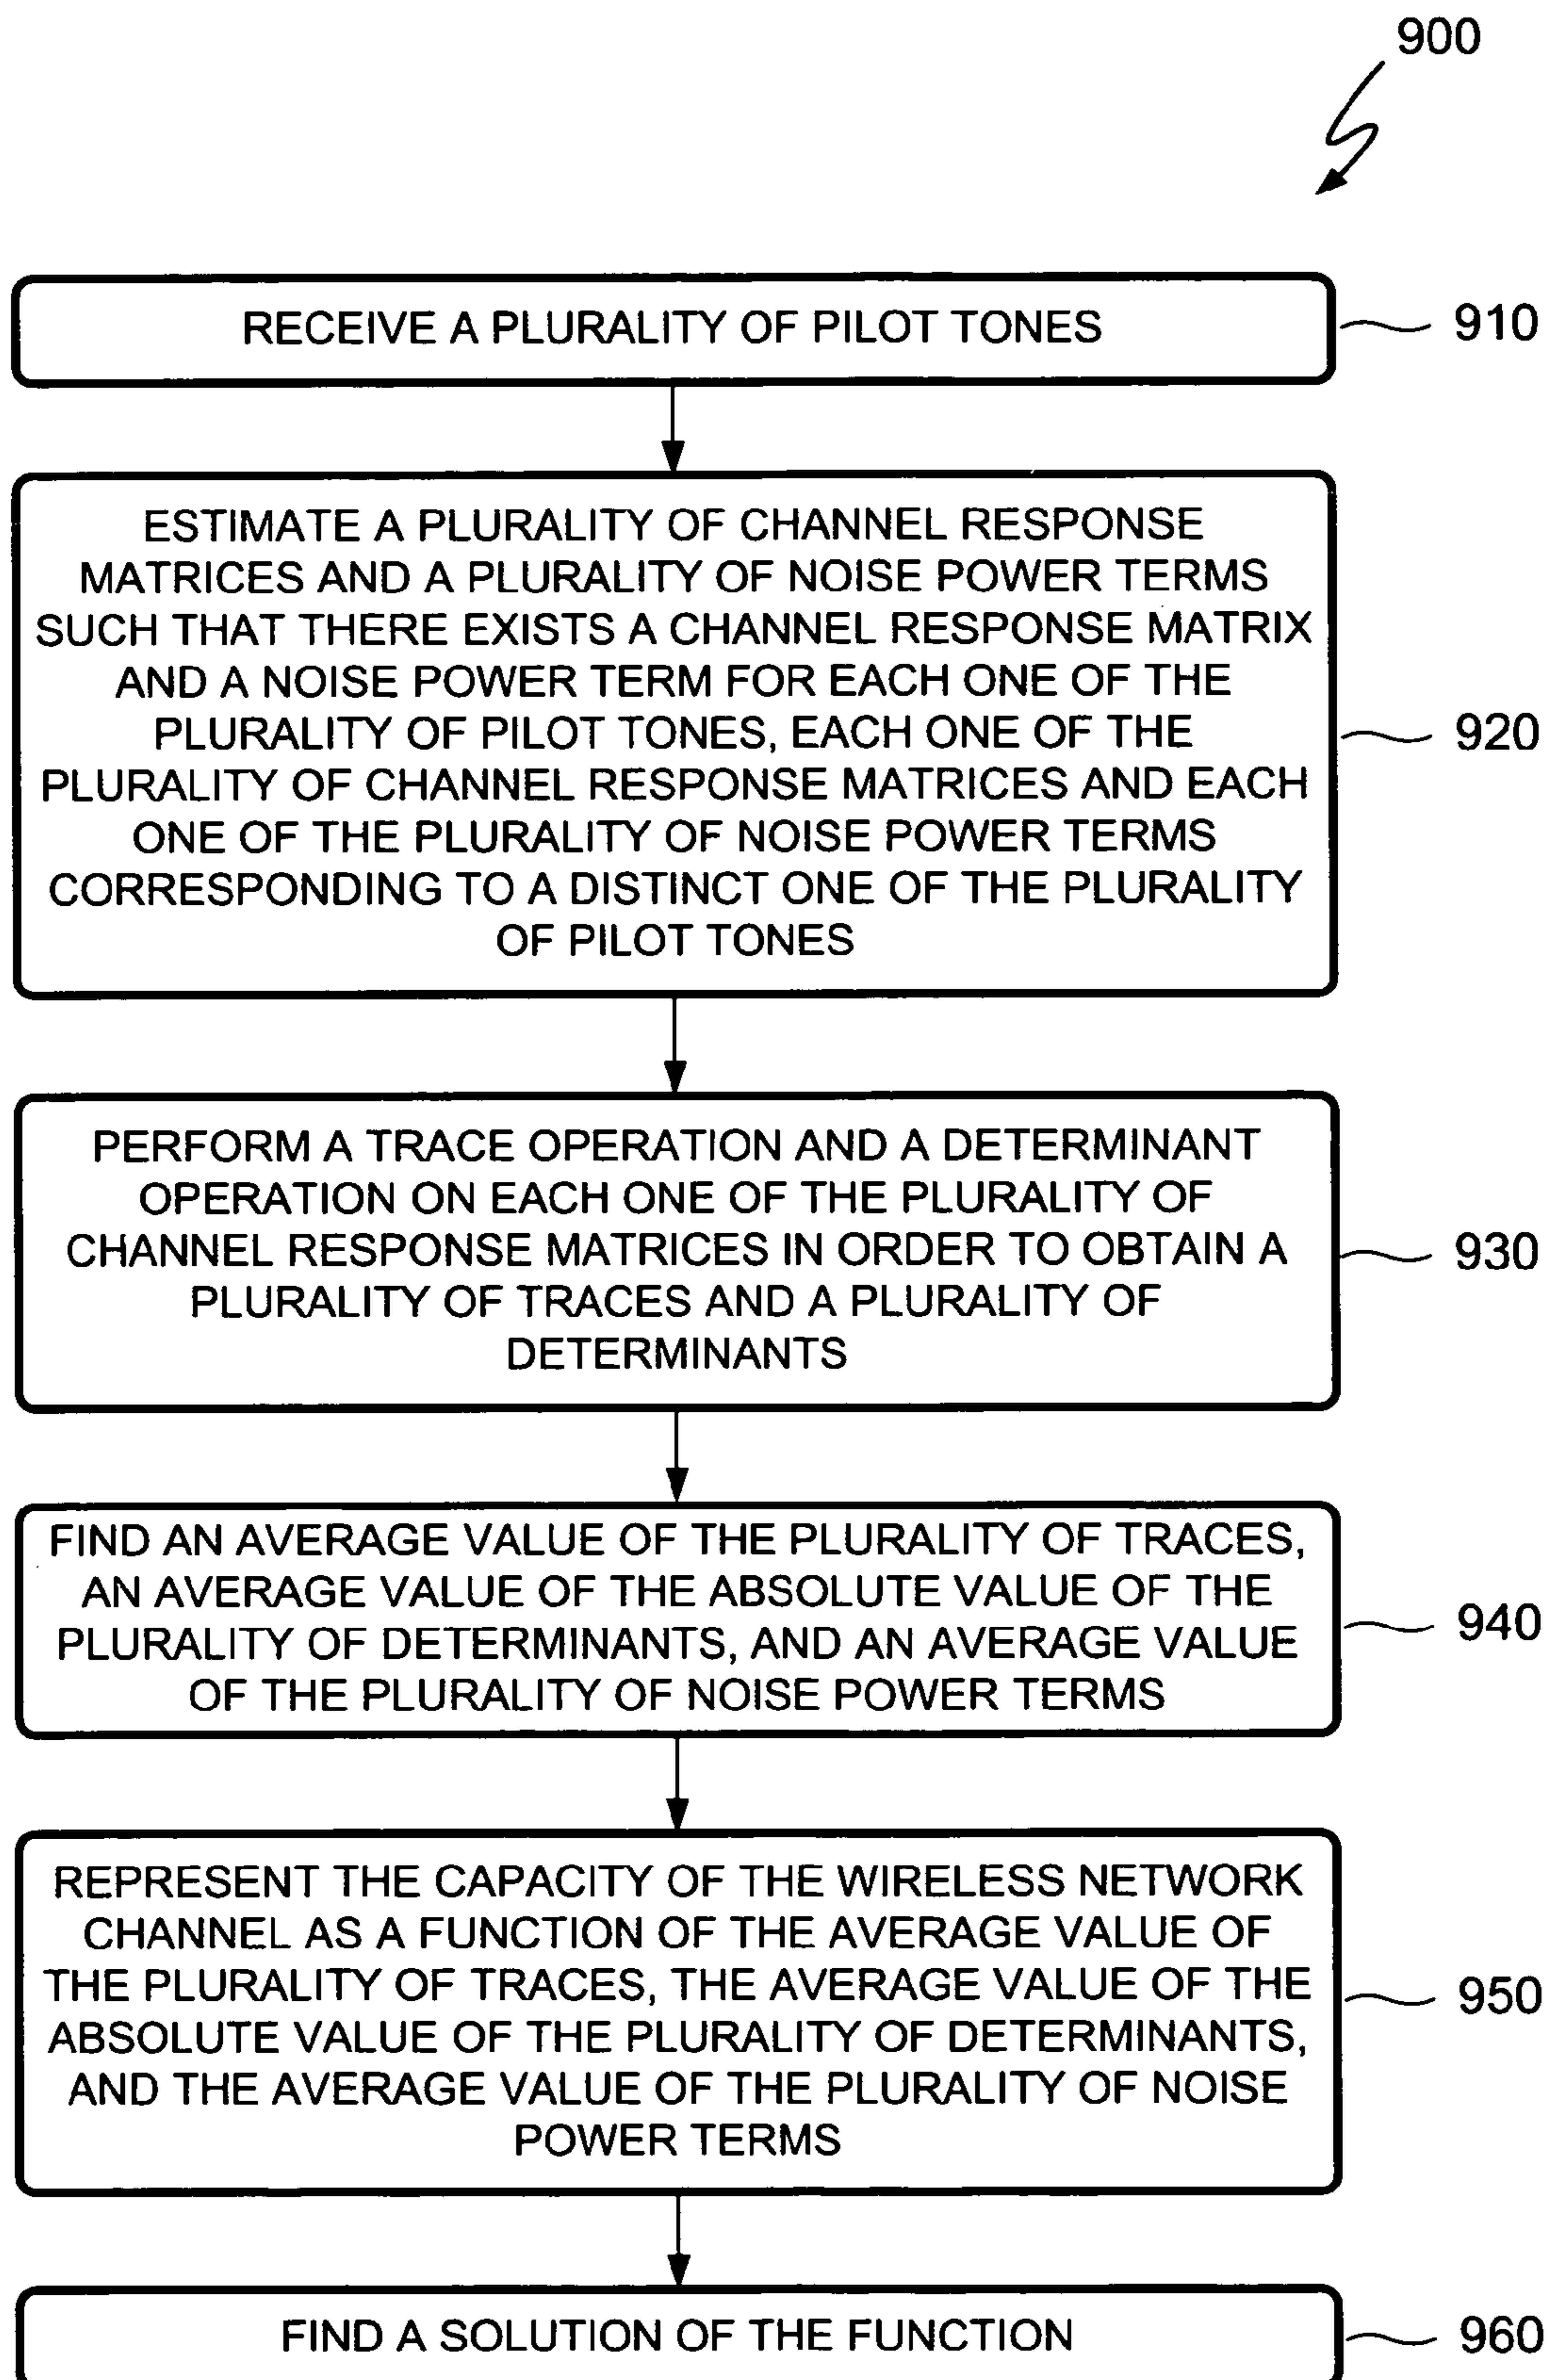 900
RECEIVE A PLURALITY OF PILOT TONES
910
ESTIMATE A PLURALITY OF CHANNEL RESPONSE
MATRICES AND A PLURALITY OF NOISE POWER TERMS
SUCH THAT THERE EXISTS A CHANNEL RESPONSE MATRIX
AND A NOISE POWER TERM FOR EACH ONE OF THE
PLURALITY OF PILOT TONES, EACH ONE OF THE
PLURALITY OF CHANNEL RESPONSE MATRICES AND EACH
ONE OF THE PLURALITY OF NOISE POWER TERMS
CORRESPONDING TO A DISTINCT ONE OF THE PLURALITY
OF PILOT TONES
920
PERFORM A TRACE OPERATION AND A DETERMINANT
OPERATION ON EACH ONE OF THE PLURALITY OF
CHANNEL RESPONSE MATRICES IN ORDER TO OBTAIN A
PLURALITY OF TRACES AND A PLURALITY OF
DETERMINANTS
930
FIND AN AVERAGE VALUE OF THE PLURALITY OF TRACES,
AN AVERAGE VALUE OF THE ABSOLUTE VALUE OF THE
PLURALITY OF DETERMINANTS, AND AN AVERAGE VALUE
OF THE PLURALITY OF NOISE POWER TERMS
940
REPRESENT THE CAPACITY OF THE WIRELESS NETWORK
CHANNEL AS A FUNCTION OF THE AVERAGE VALUE OF
THE PLURALITY OF TRACES, THE AVERAGE VALUE OF THE
ABSOLUTE VALUE OF THE PLURALITY OF DETERMINANTS,
AND THE AVERAGE VALUE OF THE PLURALITY OF NOISE
POWER TERMS
950
FIND A SOLUTION OF THE FUNCTION
960